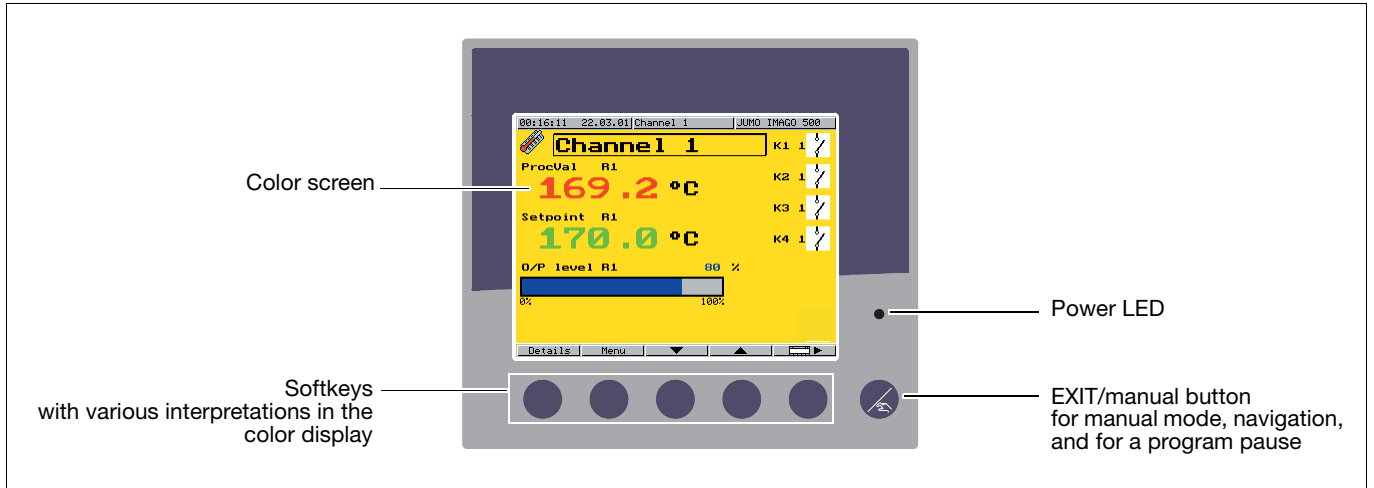 00:16:11 22.03.01 Channel 1 JUMO IMAGO 500
Channel 1
K1 1
ProcVal R1
K2 1
169.2 °C
Color screen
K3 1
Setpoint R1
170.0 °C
K4 1
O/P level R1 80 %
0% 100%
Power LED
Details Menu
Softkeys
with various interpretations in the
color display
EXIT/manual button
for manual mode, navigation,
and for a program pause